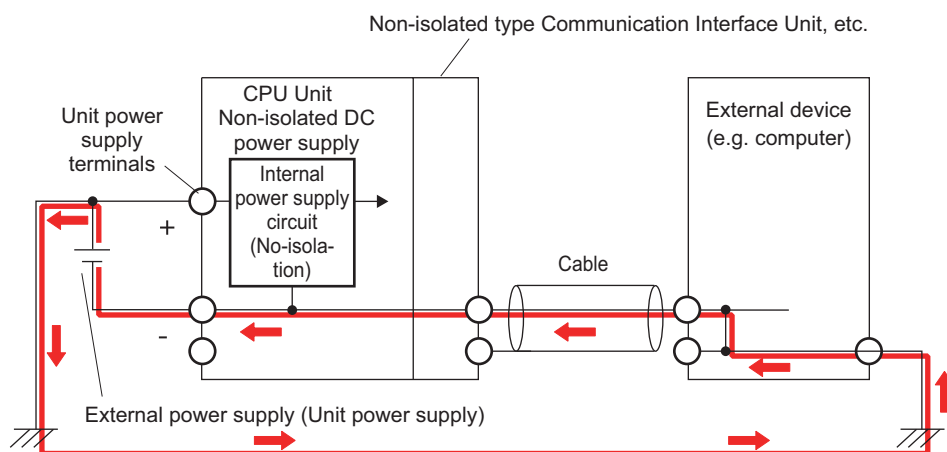 Non-isolated type Communication Interface Unit, etc.
Unit power
supply
terminals
CPU Unit
Non-isolated DC
power supply
Internal
power supply
circuit
(No-isola-
tion)
External device
(e.g. computer)
+
Cable
-
External power supply (Unit power supply)